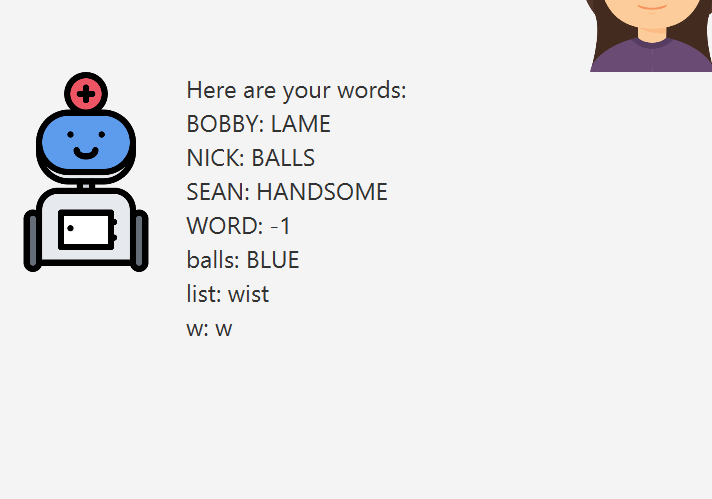 Here are your words:
BOBBY: LAME
NICK: BALLS
SEAN: HANDSOME
WORD: -1
balls: BLUE
list: wist
w: w